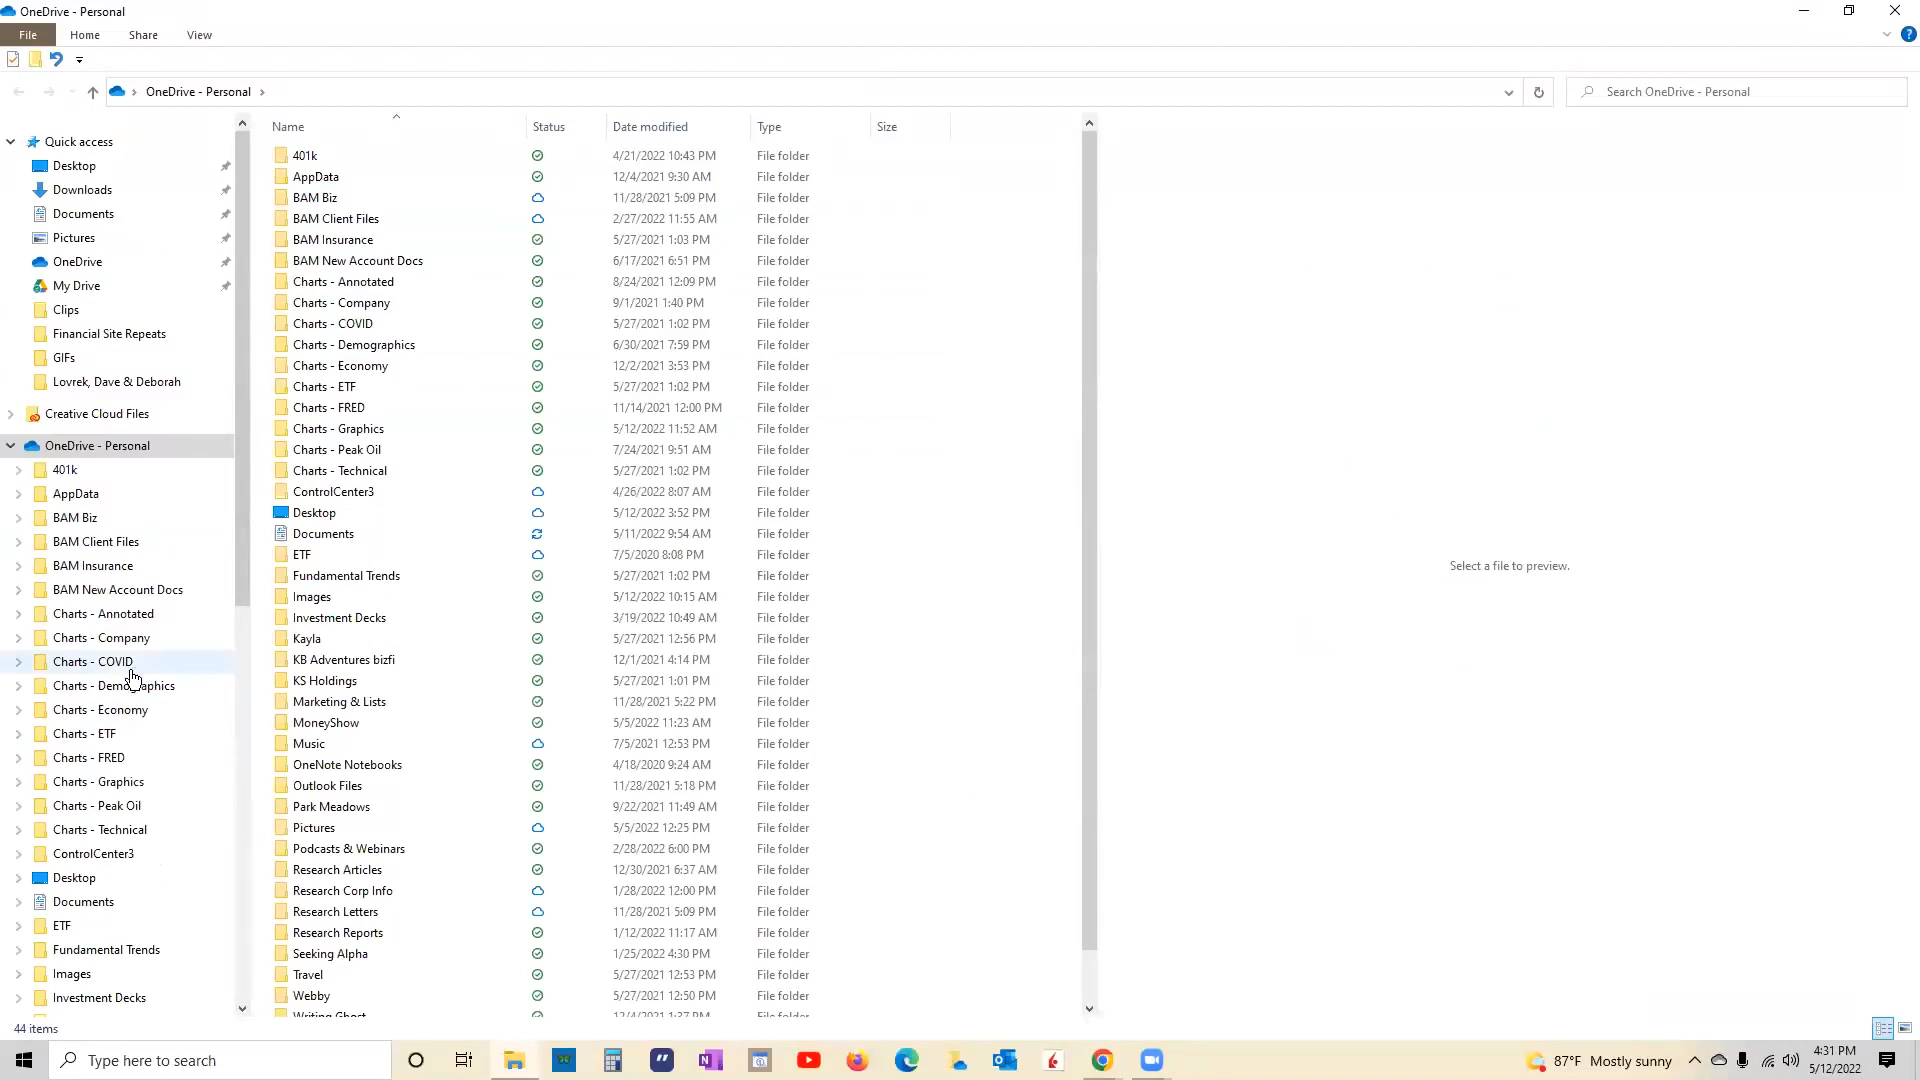 OneDrive - Personal
File Home Share View
OneDrive - Personal
Search OneDrive - Personal
Quick access
Desktop
Downloads
Documents
Pictures
OneDrive
My Drive
Clips
Financial Site Repeats
GIFs
Lovrek, Dave & Deborah
Creative Cloud Files
OneDrive - Personal
401k
AppData
BAM Biz
BAM Client Files
BAM Insurance
BAM New Account Docs
Charts - Annotated
Charts - Company
Charts - COVID
Charts - Demographics
Charts - Economy
Charts - ETF
Charts - FRED
Charts - Graphics
Charts - Peak Oil
Charts - Technical
ControlCenter3
Desktop
Documents
ETF
Fundamental Trends
Images
Investment Decks
Name Status Date modified Type Size
401k 4/21/2022 10:43 PM File folder
AppData 12/4/2021 9:30 AM File folder
BAM Biz 11/28/2021 5:09 PM File folder
BAM Client Files 2/27/2022 11:55 AM File folder
BAM Insurance 5/27/2021 1:03 PM File folder
BAM New Account Docs 6/17/2021 6:51 PM File folder
Charts - Annotated 8/24/2021 12:09 PM File folder
Charts - Company 9/1/2021 1:40 PM File folder
Charts - COVID 5/27/2021 1:02 PM File folder
Charts - Demographics 6/30/2021 7:59 PM File folder
Charts - Economy 12/2/2021 3:53 PM File folder
Charts - ETF 5/27/2021 1:02 PM File folder
Charts - FRED 11/14/2021 12:00 PM File folder
Charts - Graphics 5/12/2022 11:52 AM File folder
Charts - Peak Oil 7/24/2021 9:51 AM File folder
Charts - Technical 5/27/2021 1:02 PM File folder
ControlCenter3 4/26/2022 8:07 AM File folder
Desktop 5/12/2022 3:52 PM File folder
Documents 5/11/2022 9:54 AM File folder
ETF 7/5/2020 8:08 PM File folder
Fundamental Trends 5/27/2021 1:02 PM File folder
Images 5/12/2022 10:15 AM File folder
Investment Decks 3/19/2022 10:49 AM File folder
Kayla 5/27/2021 12:56 PM File folder
KB Adventures bizfi 12/1/2021 4:14 PM File folder
KS Holdings 5/27/2021 1:01 PM File folder
Marketing & Lists 11/28/2021 5:22 PM File folder
MoneyShow 5/5/2022 11:23 AM File folder
Music 7/5/2021 12:53 PM File folder
OneNote Notebooks 4/18/2020 9:24 AM File folder
Outlook Files 11/28/2021 5:18 PM File folder
Park Meadows 9/22/2021 11:49 AM File folder
Pictures 5/5/2022 12:25 PM File folder
Podcasts & Webinars 2/28/2022 6:00 PM File folder
Research Articles 12/30/2021 6:37 AM File folder
Research Corp Info 1/28/2022 12:00 PM File folder
Research Letters 11/28/2021 5:09 PM File folder
Research Reports 1/12/2022 11:17 AM File folder
Seeking Alpha 1/25/2022 4:30 PM File folder
Travel 5/27/2021 12:53 PM File folder
Webby 5/27/2021 12:50 PM File folder
Writing Ghost 12/4/2021 1:37 PM File folder
Select a file to preview.
44 items
Type here to search
87°F Mostly sunny
4:31 PM
5/12/2022